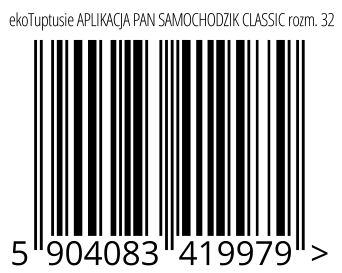 ekoTuptusie APLIKACJA PAN SAMOCHODZIK CLASSIC rozm. 32
5 904083 419979 >